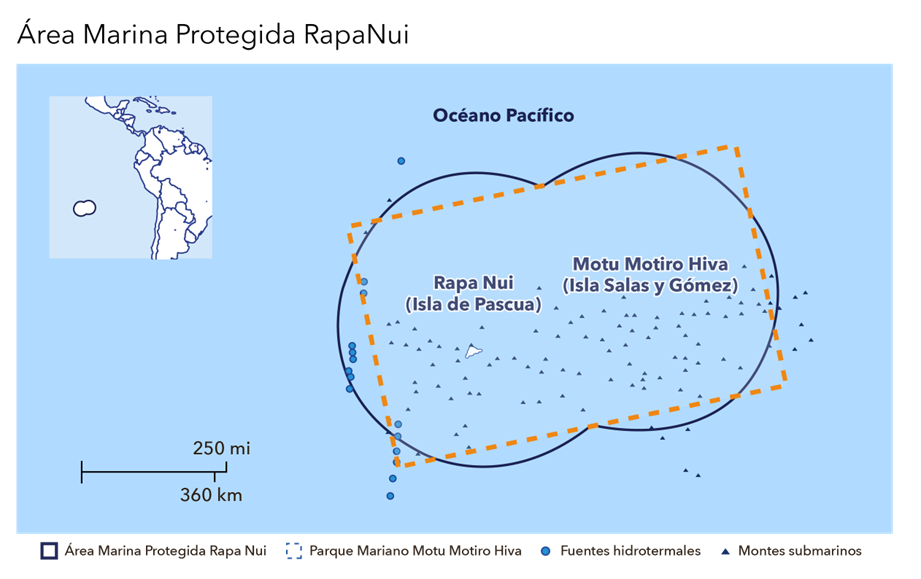 Área Marina Protegida RapaNui
Océano Pacífico
Motu Motiro Hiva
(Isla Salas y Gómez)
Rapa Nui
(Isla de Pascua)
250 mi
360 km
Área Marina Protegida Rapa Nui
Parque Mariano Motu Motiro Hiva
Fuentes hidrotermales
Montes submarinos